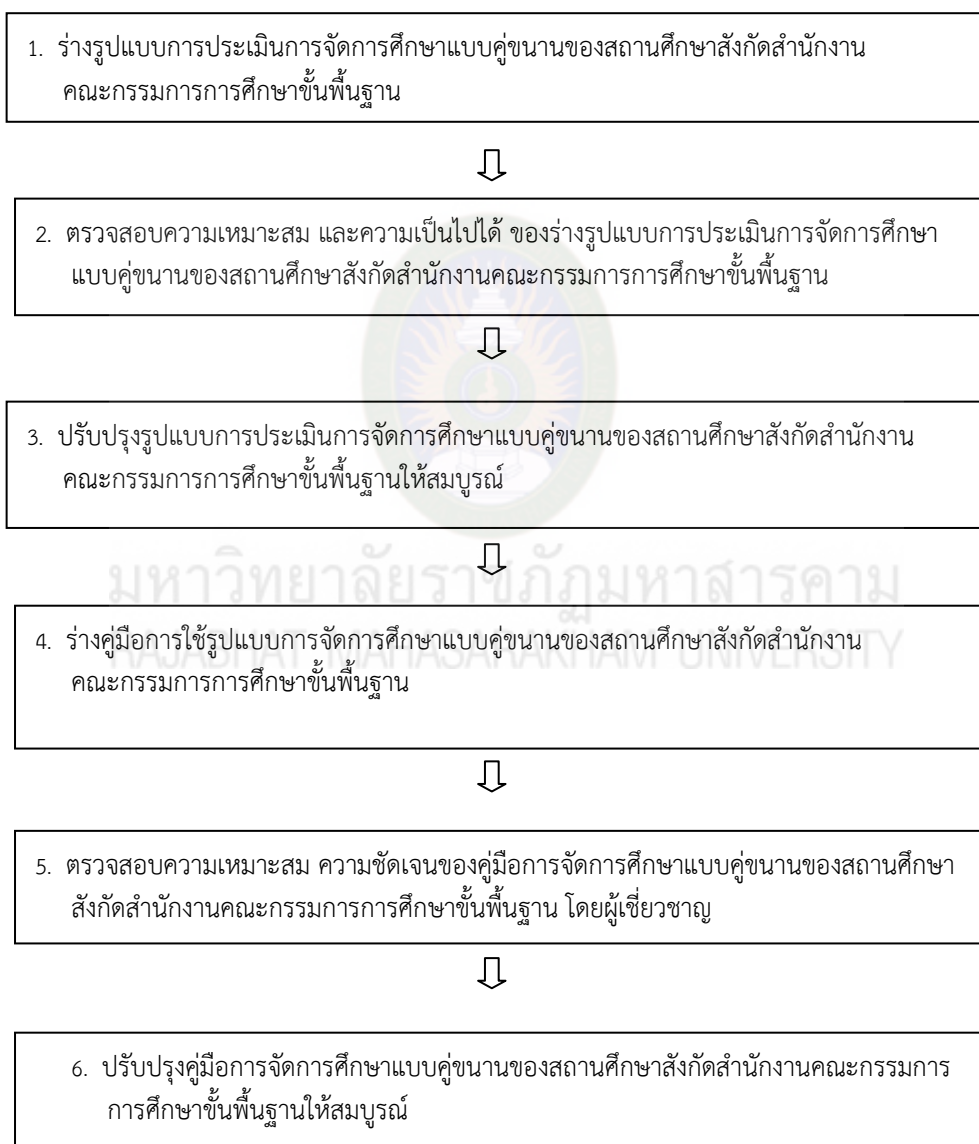 1. ร่างรูปแบบการประเมินการจัดการศึกษาแบบคู่ขนานของสถานศึกษาสังกัดสำนักงาน
คณะกรรมการการศึกษาขั้นพื้นฐาน
2. ตรวจสอบความเหมาะสม และความเป็นไปได้ ของร่างรูปแบบการประเมินการจัดการศึกษา
แบบคู่ขนานของสถานศึกษาสังกัดสำนักงานคณะกรรมการการศึกษาขั้นพื้นฐาน
3. ปรับปรุงรูปแบบการประเมินการจัดการศึกษาแบบคู่ขนานของสถานศึกษาสังกัดสำนักงาน
คณะกรรมการการศึกษาขั้นพื้นฐานให้สมบูรณ์
มหาวิทยาลัยราชภัฏมหาสารคาม
4. ร่างคู่มือการใช้รูปแบบการจัดการศึกษาแบบคู่ขนานของสถานศึกษาสังกัดสำนักงาน
RAJABHAT MAHASARAKHAM UNIVERSITY
คณะกรรมการการศึกษาขั้นพื้นฐาน
5. ตรวจสอบความเหมาะสม ความชัดเจนของคู่มือการจัดการศึกษาแบบคู่ขนานของสถานศึกษา
สังกัดสำนักงานคณะกรรมการการศึกษาขั้นพื้นฐาน โดยผู้เชี่ยวชาญ
6. ปรับปรุงคู่มือการจัดการศึกษาแบบคู่ขนานของสถานศึกษาสังกัดสำนักงานคณะกรรมการ
การศึกษาขั้นพื้นฐานให้สมบูรณ์